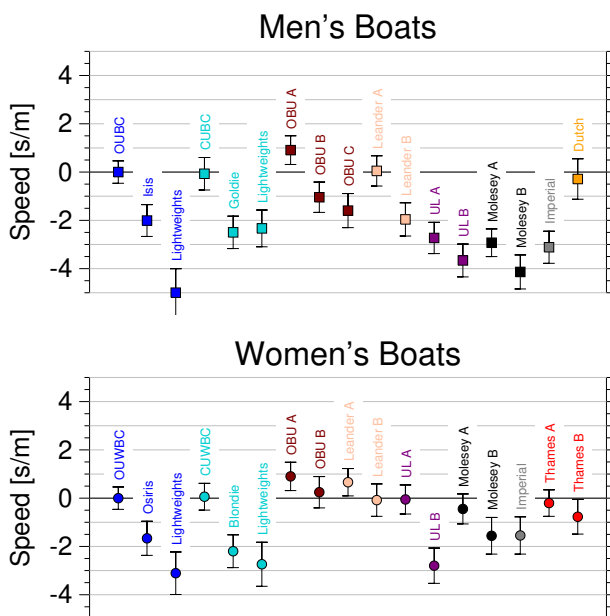 Men's Boats
Speed [s/m]
4
2
0
-2
-4
OUBC
Isis
Lightweights
CUBC
Goldie
Lightweights
OBU A
OBU B
OBU C
Leander A
Leander B
UL A
UL B
Molesey A
Molesey B
Imperial
Dutch
Women's Boats
Speed [s/m]
4
2
0
-2
-4
OUWBC
Osiris
Lightweights
CUWBC
Blondie
Lightweights
OBU A
OBU B
Leander A
Leander B
UL A
UL B
Molesey A
Molesey B
Imperial
Thames A
Thames B